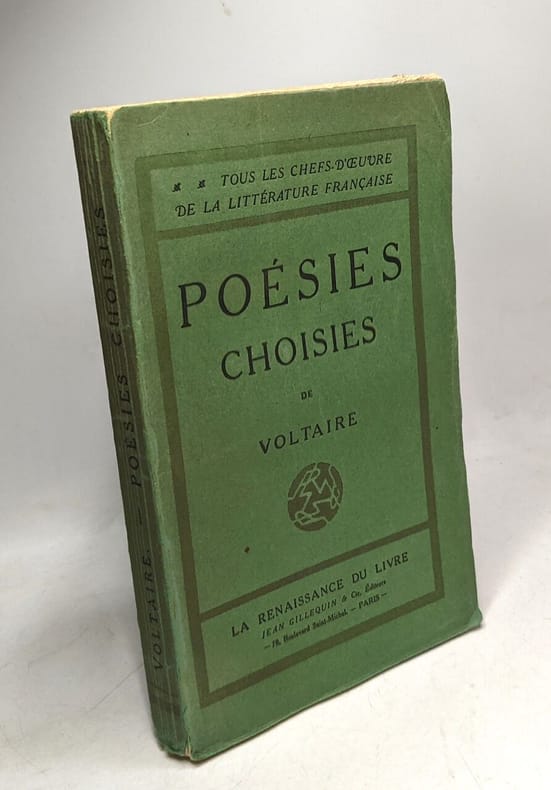 TOUS LES CHEFS-D'ŒUVRE
DE LA LITTÉRATURE FRANÇAISE
POÉSIES
CHOISIES
DE
VOLTAIRE
LA RENAISSANCE DU LIVRE
JEAN GILLEQUIN & Cie, Éditeurs
— 78, Boulevard Saint-Michel. — PARIS —
VOLTAIRE. — POÉSIES CHOISIES